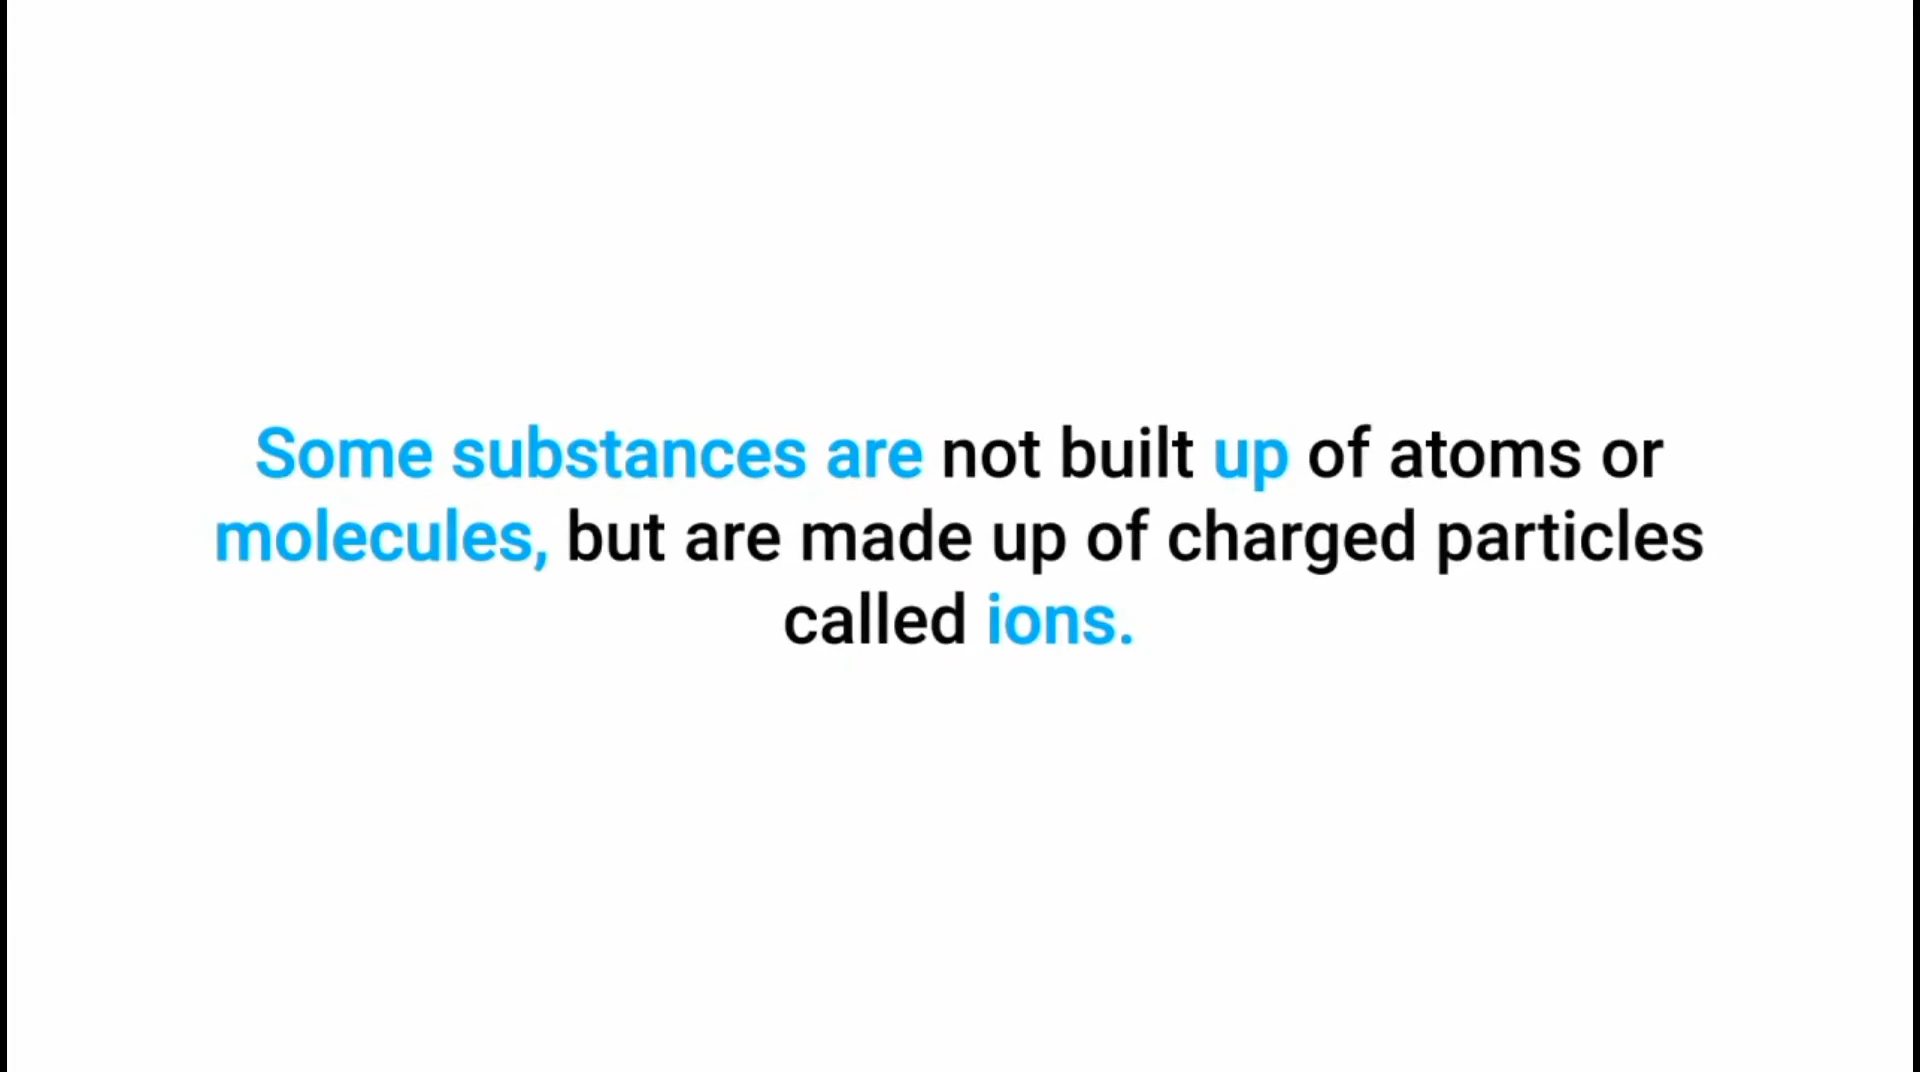 Some substances are not built up of atoms or
molecules, but are made up of charged particles
called ions.